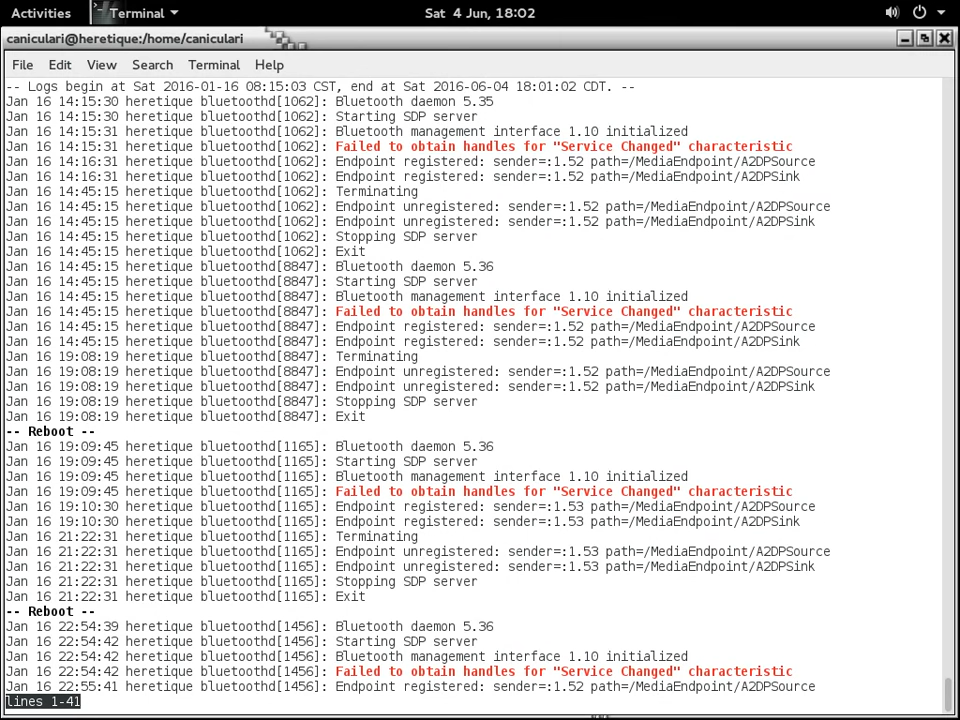 Activities
Terminal
Sat 4 Jun, 18:02
caniculari@heretique:/home/caniculari
File Edit View Search Terminal Help
-- Logs begin at Sat 2016-01-16 08:15:03 CST, end at Sat 2016-06-04 18:01:02 CDT. --
Jan 16 14:15:30 heretique bluetoothd[1062]: Bluetooth daemon 5.35
Jan 16 14:15:30 heretique bluetoothd[1062]: Starting SDP server
Jan 16 14:15:31 heretique bluetoothd[1062]: Bluetooth management interface 1.10 initialized
Jan 16 14:15:31 heretique bluetoothd[1062]: Failed to obtain handles for "Service Changed" characteristic
Jan 16 14:16:31 heretique bluetoothd[1062]: Endpoint registered: sender=:1.52 path=/MediaEndpoint/A2DPSource
Jan 16 14:16:31 heretique bluetoothd[1062]: Endpoint registered: sender=:1.52 path=/MediaEndpoint/A2DPSink
Jan 16 14:45:15 heretique bluetoothd[1062]: Terminating
Jan 16 14:45:15 heretique bluetoothd[1062]: Endpoint unregistered: sender=:1.52 path=/MediaEndpoint/A2DPSource
Jan 16 14:45:15 heretique bluetoothd[1062]: Endpoint unregistered: sender=:1.52 path=/MediaEndpoint/A2DPSink
Jan 16 14:45:15 heretique bluetoothd[1062]: Stopping SDP server
Jan 16 14:45:15 heretique bluetoothd[1062]: Exit
Jan 16 14:45:15 heretique bluetoothd[8847]: Bluetooth daemon 5.36
Jan 16 14:45:15 heretique bluetoothd[8847]: Starting SDP server
Jan 16 14:45:15 heretique bluetoothd[8847]: Bluetooth management interface 1.10 initialized
Jan 16 14:45:15 heretique bluetoothd[8847]: Failed to obtain handles for "Service Changed" characteristic
Jan 16 14:45:15 heretique bluetoothd[8847]: Endpoint registered: sender=:1.52 path=/MediaEndpoint/A2DPSource
Jan 16 14:45:15 heretique bluetoothd[8847]: Endpoint registered: sender=:1.52 path=/MediaEndpoint/A2DPSink
Jan 16 19:08:19 heretique bluetoothd[8847]: Terminating
Jan 16 19:08:19 heretique bluetoothd[8847]: Endpoint unregistered: sender=:1.52 path=/MediaEndpoint/A2DPSource
Jan 16 19:08:19 heretique bluetoothd[8847]: Endpoint unregistered: sender=:1.52 path=/MediaEndpoint/A2DPSink
Jan 16 19:08:19 heretique bluetoothd[8847]: Stopping SDP server
Jan 16 19:08:19 heretique bluetoothd[8847]: Exit
-- Reboot --
Jan 16 19:09:45 heretique bluetoothd[1165]: Bluetooth daemon 5.36
Jan 16 19:09:45 heretique bluetoothd[1165]: Starting SDP server
Jan 16 19:09:45 heretique bluetoothd[1165]: Bluetooth management interface 1.10 initialized
Jan 16 19:09:45 heretique bluetoothd[1165]: Failed to obtain handles for "Service Changed" characteristic
Jan 16 19:10:30 heretique bluetoothd[1165]: Endpoint registered: sender=:1.53 path=/MediaEndpoint/A2DPSource
Jan 16 19:10:30 heretique bluetoothd[1165]: Endpoint registered: sender=:1.53 path=/MediaEndpoint/A2DPSink
Jan 16 21:22:31 heretique bluetoothd[1165]: Terminating
Jan 16 21:22:31 heretique bluetoothd[1165]: Endpoint unregistered: sender=:1.53 path=/MediaEndpoint/A2DPSource
Jan 16 21:22:31 heretique bluetoothd[1165]: Endpoint unregistered: sender=:1.53 path=/MediaEndpoint/A2DPSink
Jan 16 21:22:31 heretique bluetoothd[1165]: Stopping SDP server
Jan 16 21:22:31 heretique bluetoothd[1165]: Exit
-- Reboot --
Jan 16 22:54:39 heretique bluetoothd[1456]: Bluetooth daemon 5.36
Jan 16 22:54:42 heretique bluetoothd[1456]: Starting SDP server
Jan 16 22:54:42 heretique bluetoothd[1456]: Bluetooth management interface 1.10 initialized
Jan 16 22:54:42 heretique bluetoothd[1456]: Failed to obtain handles for "Service Changed" characteristic
Jan 16 22:55:41 heretique bluetoothd[1456]: Endpoint registered: sender=:1.52 path=/MediaEndpoint/A2DPSource
lines 1-41